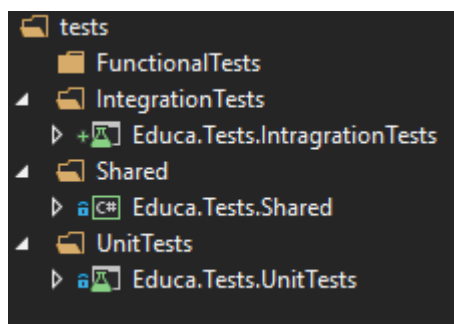 tests
FunctionalTests
IntegrationTests
Educa.Tests.IntragrationTests
Shared
C# Educa.Tests.Shared
UnitTests
Educa.Tests.UnitTests